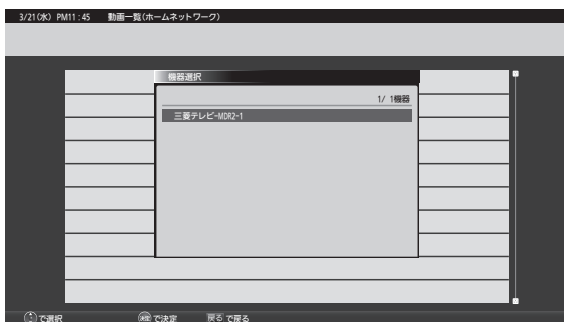 3/21(水) PM11:45 動画一覧(ホームネットワーク)
機器選択
1/ 1機器
三菱テレビ-MDR2-1
で選択 決定 で決定 戻る で戻る